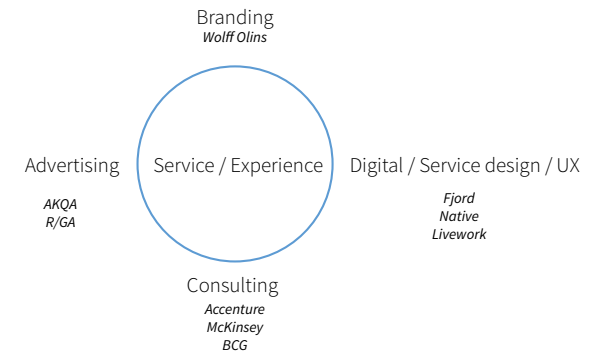 Branding
Wolff Olins
Advertising
AKQA
R/GA
Service / Experience
Digital / Service design / UX
Fjord
Native
Livework
Consulting
Accenture
McKinsey
BCG